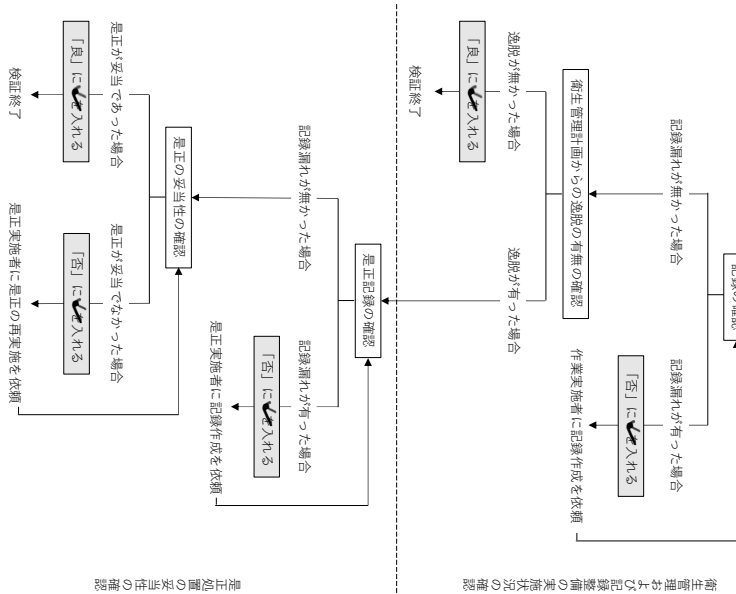 衛生管理および記録整備の実施状況の確認
記録の確認
記録漏れが無かった場合
記録漏れが有った場合
「否」に✔を入れる
作業実施者に記録作成を依頼
衛生管理計画からの逸脱の有無の確認
逸脱が無かった場合
逸脱が有った場合
「良」に✔を入れる
検証終了
是正処置の妥当性の確認
是正記録の確認
記録漏れが無かった場合
記録漏れが有った場合
「否」に✔を入れる
是正実施者に記録作成を依頼
是正の妥当性の確認
是正が妥当であった場合
是正が妥当でなかった場合
「良」に✔を入れる
「否」に✔を入れる
検証終了
是正実施者に是正の再実施を依頼